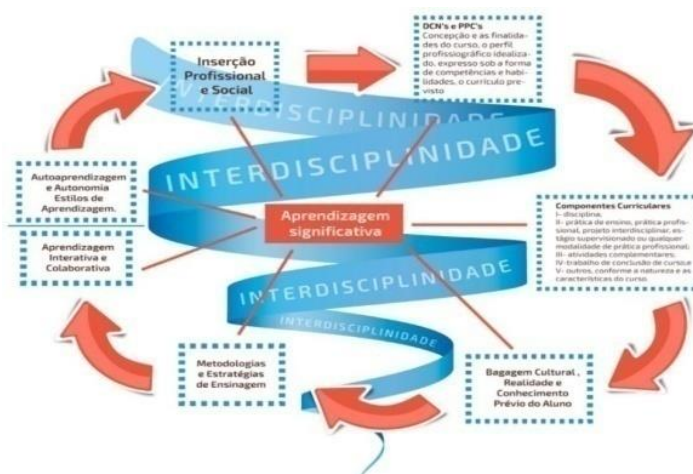 Inserção
Profissional
e Social
DCN's e PPC's
Concepção e as finalida-
des do curso, o perfil
profissiográfico idealiza-
do, expresso sob a forma
de competências e habi-
lidades, o currículo pre-
visto
INTERDISCIPLINIDADE
INTERDISCIPLINIDADE
Autoaprendizagem
e Autonomia
Estilos de
Aprendizagem.
Aprendizagem
significativa
Componentes Curriculares
I- disciplina;
II- prática de ensino, prática profis-
sional, projeto interdisciplinar, es-
tágio supervisionado ou qualquer
modalidade de prática profissional;
III- atividades complementares;
IV- trabalho de conclusão de curso;e
V- outros, conforme a natureza e as
características do curso.
Aprendizagem
Interativa e
Colaborativa
INTERDISCIPLINIDADE
INTERDISCIPLINIDADE
Metodologias
e Estratégias
de Ensinagem
Bagagem Cultural ,
Realidade e
Conhecimento
Prévio do Aluno